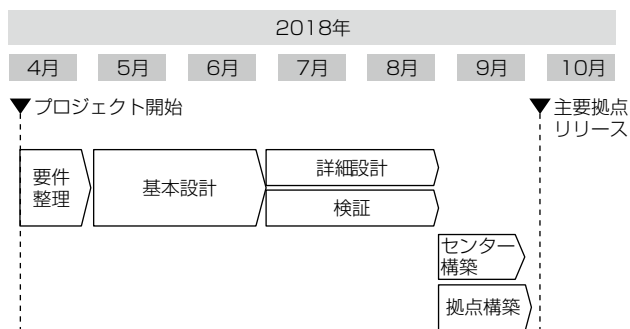 2018年
4月 5月 6月 7月 8月 9月 10月
プロジェクト開始
主要拠点
リリース
要件
整理
基本設計
詳細設計
検証
センター
構築
拠点構築